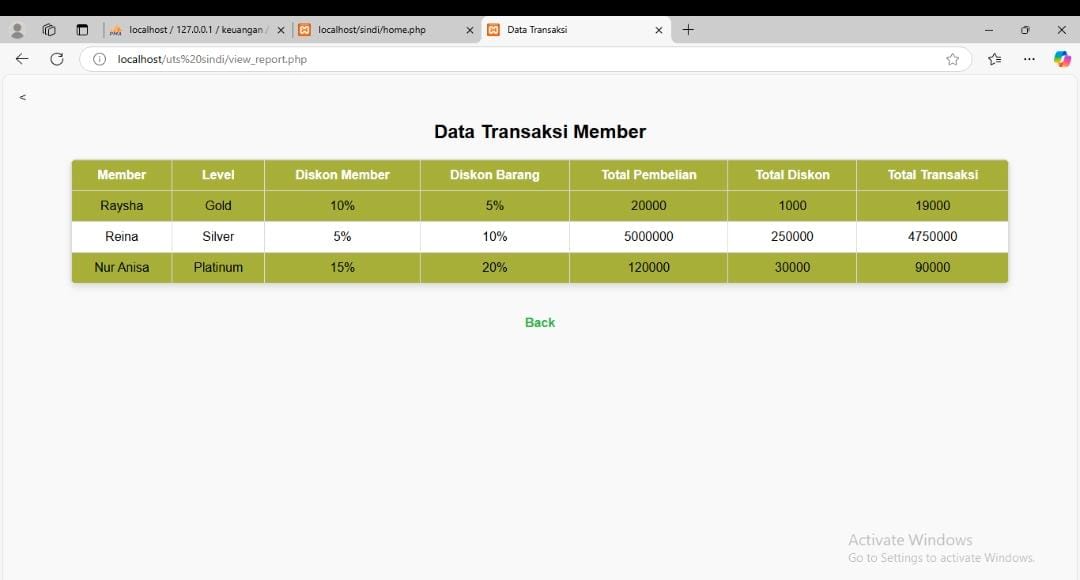 localhost / 127.0.0.1 / keuangan /
localhost/sindi/home.php
Data Transaksi
localhost/uts%20sindi/view_report.php
<
Data Transaksi Member
Member Level Diskon Member Diskon Barang Total Pembelian Total Diskon Total Transaksi
Raysha Gold 10% 5% 20000 1000 19000
Reina Silver 5% 10% 5000000 250000 4750000
Nur Anisa Platinum 15% 20% 120000 30000 90000
Back
Activate Windows
Go to Settings to activate Windows.